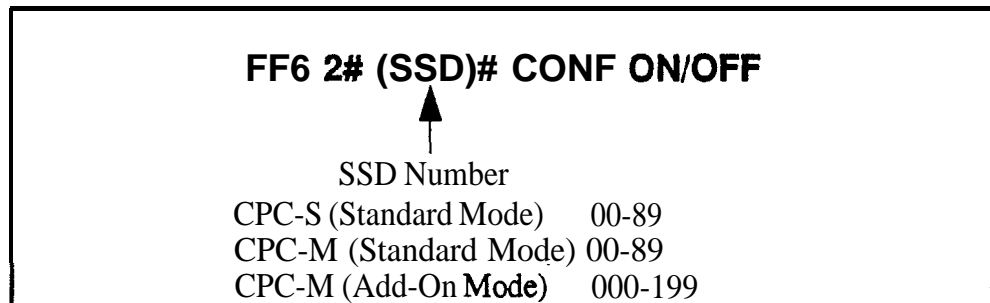 FF6 2# (SSD)# CONF ON/OFF
SSD Number
CPC-S (Standard Mode) 00-89
CPC-M (Standard Mode) 00-89
CPC-M (Add-On Mode) 000-199